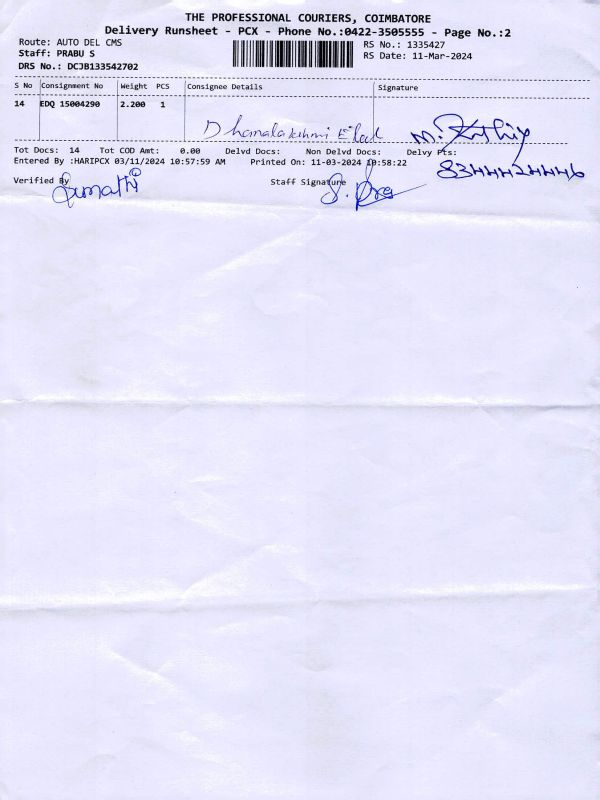 THE PROFESSIONAL COURIERS, COIMBATORE
Delivery Runsheet - PCX - Phone No.:0422-3505555 - Page No.:2
Route: AUTO DEL CMS RS No.: 1335427
Staff: PRABU S RS Date: 11-Mar-2024
DRS No.: DCJB133542702
S No Consignment No Weight PCS Consignee Details Signature
14 EDQ 15004290 2.200 1
Dhanalakshmi
Tot Docs: 14 Tot COD Amt: 0.00 Delvd Docs: Non Delvd Docs: Delvy Pts:
Entered By :HARIPCX 03/11/2024 10:57:59 AM Printed On: 11-03-2024 10:58:22
8344424446
Verified By Staff Signature
Sumathi